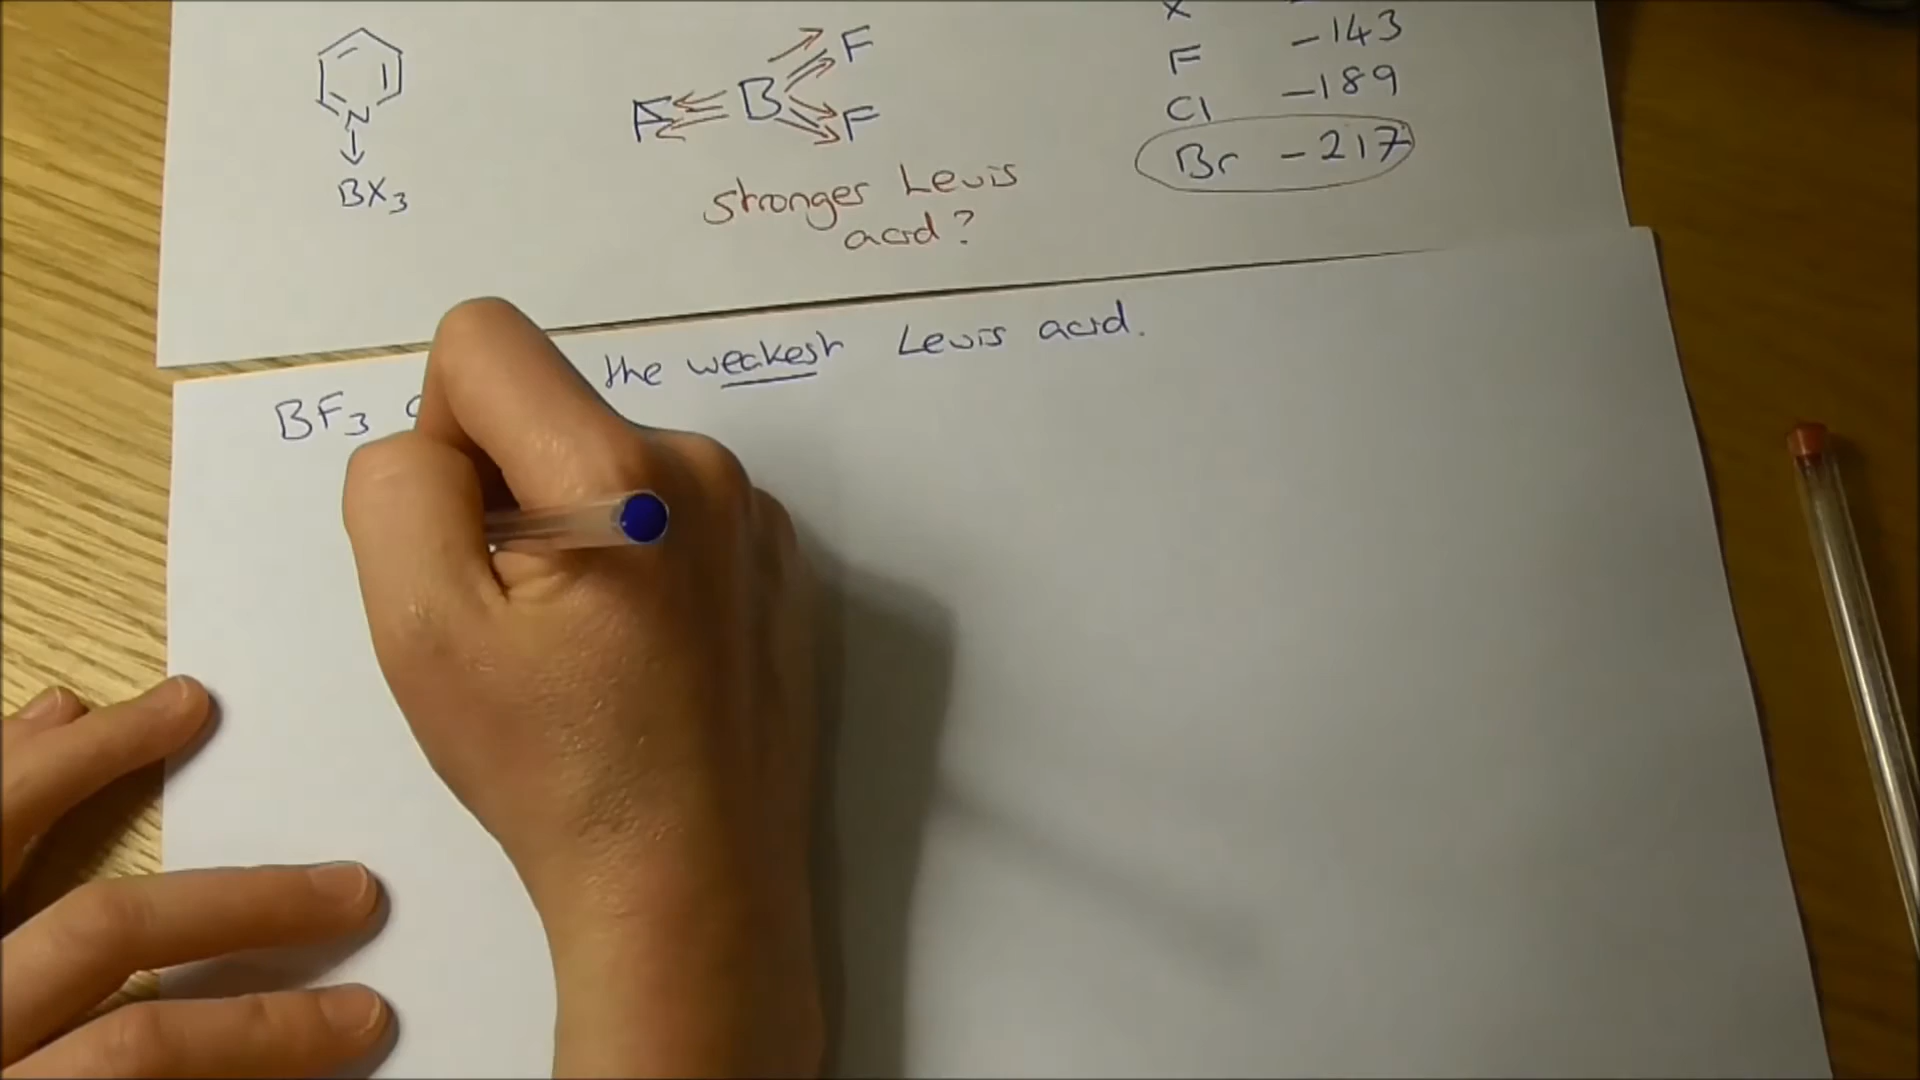 N
BX3
F
B
F
F
stronger Lewis
acid?
X
F
-143
Cl
-189
Br -217
BF3
the weakest Lewis acid.